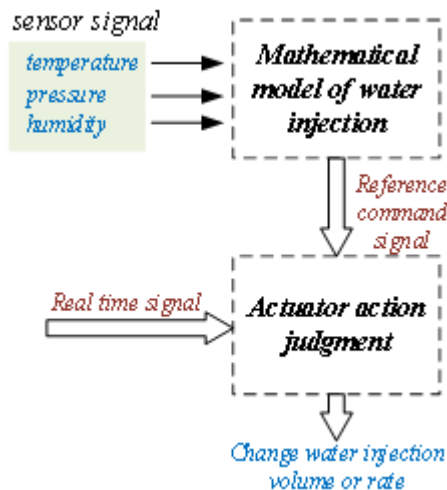 sensor signal
temperature
pressure
humidity
Mathematical
model of water
injection
Reference
command
signal
Real time signal
Actuator action
judgment
Change water injection
volume or rate